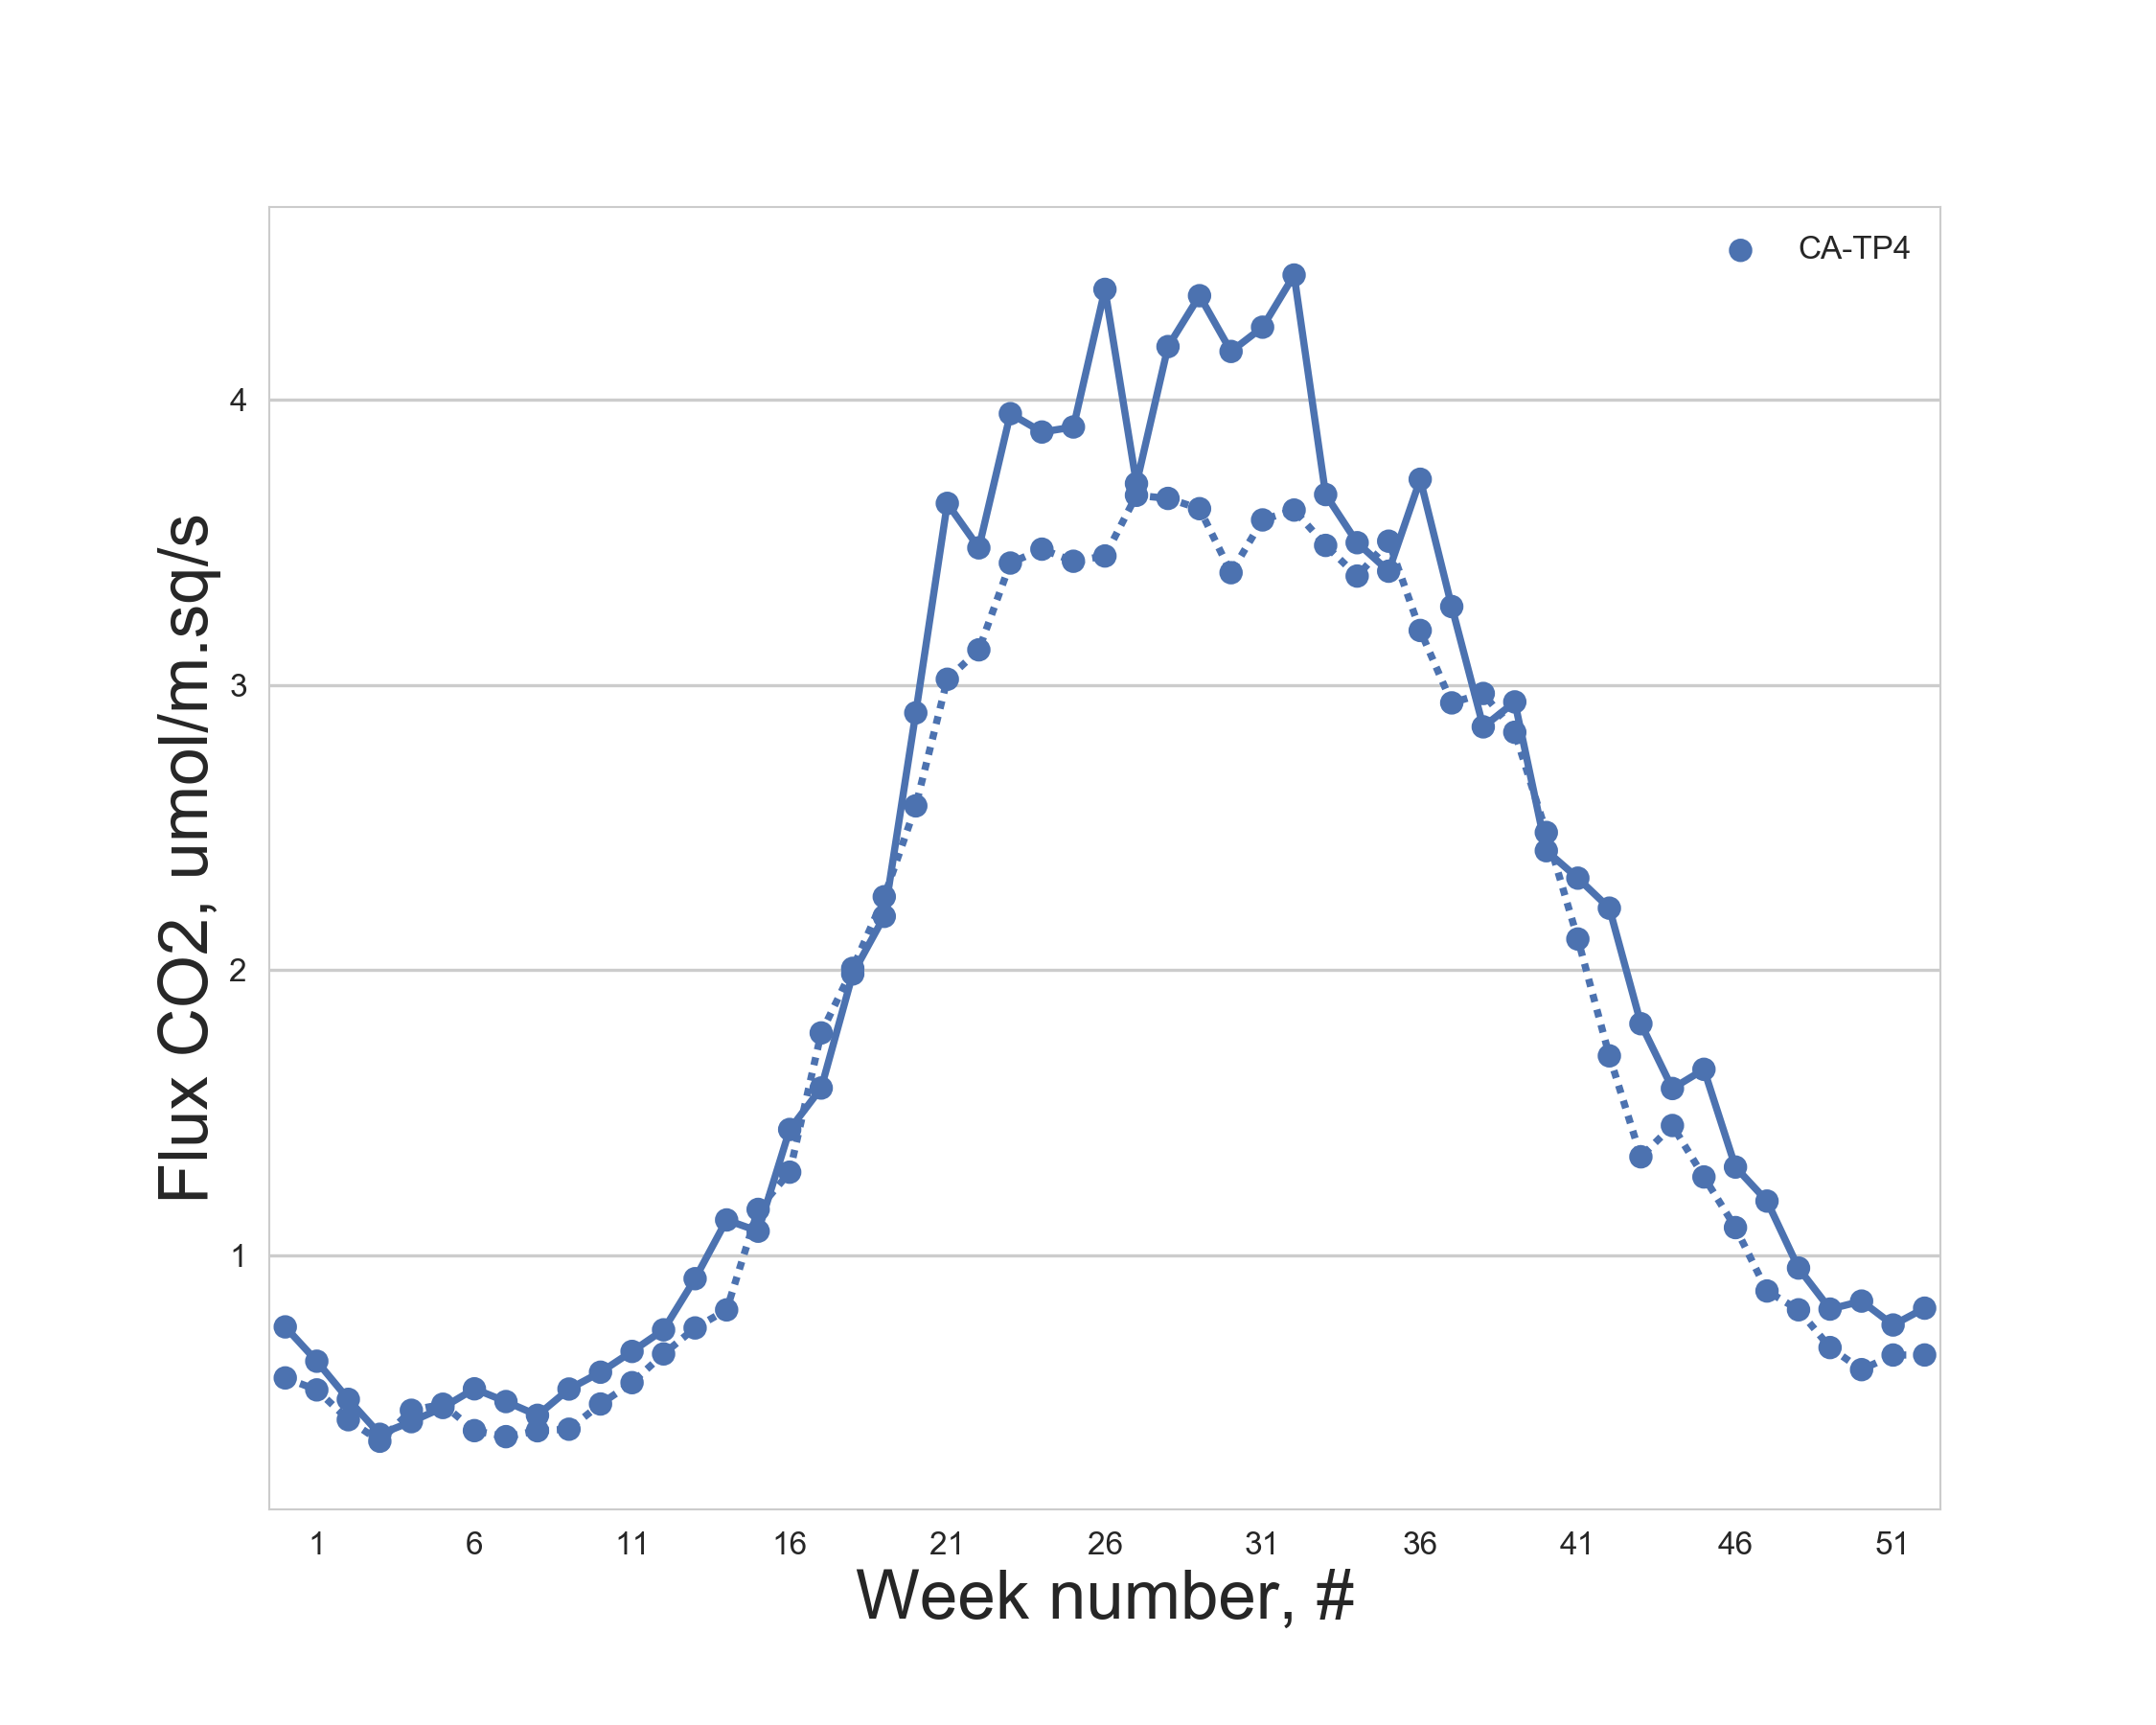 CA-TP4
4
3
2
1
Flux CO2, umol/m.sq/s
1 6 11 16 21 26 31 36 41 46 51
Week number, #